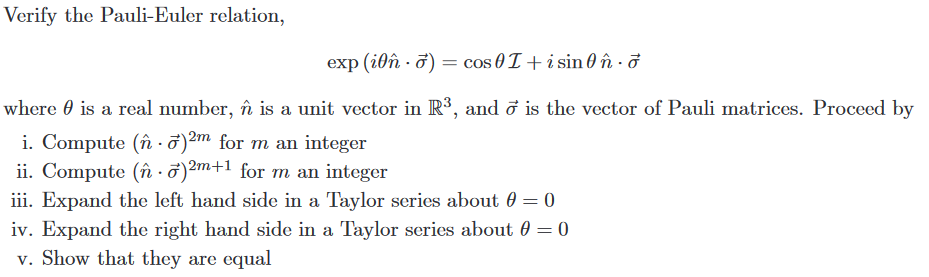 Verify the Pauli-Euler relation,
exp (iθn̂ · σ⃗) = cos θ I + i sin θ n̂ · σ⃗
where θ is a real number, n̂ is a unit vector in ℝ³, and σ⃗ is the vector of Pauli matrices. Proceed by
i. Compute (n̂ · σ⃗)²ᵐ for m an integer
ii. Compute (n̂ · σ⃗)²ᵐ⁺¹ for m an integer
iii. Expand the left hand side in a Taylor series about θ = 0
iv. Expand the right hand side in a Taylor series about θ = 0
v. Show that they are equal